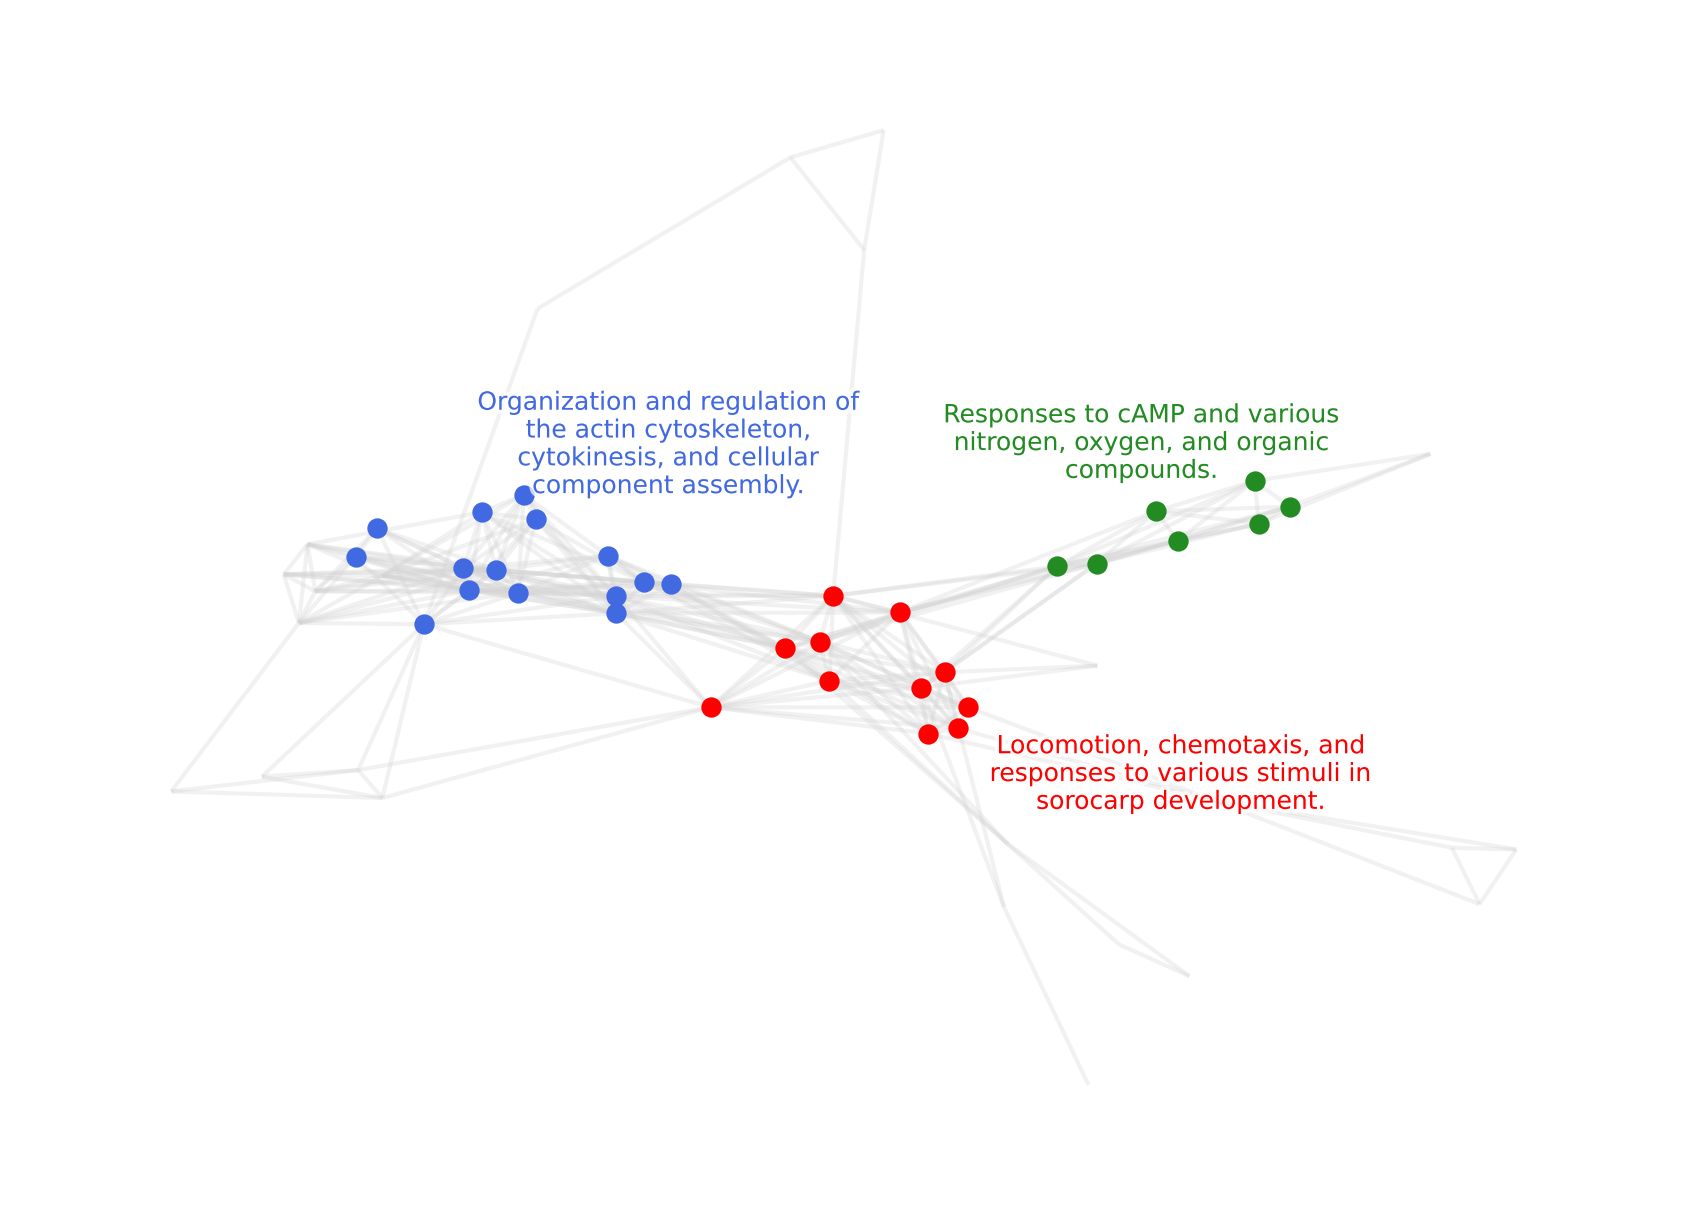 Organization and regulation of
the actin cytoskeleton,
cytokinesis, and cellular
component assembly.
Responses to cAMP and various
nitrogen, oxygen, and organic
compounds.
Locomotion, chemotaxis, and
responses to various stimuli in
sorocarp development.